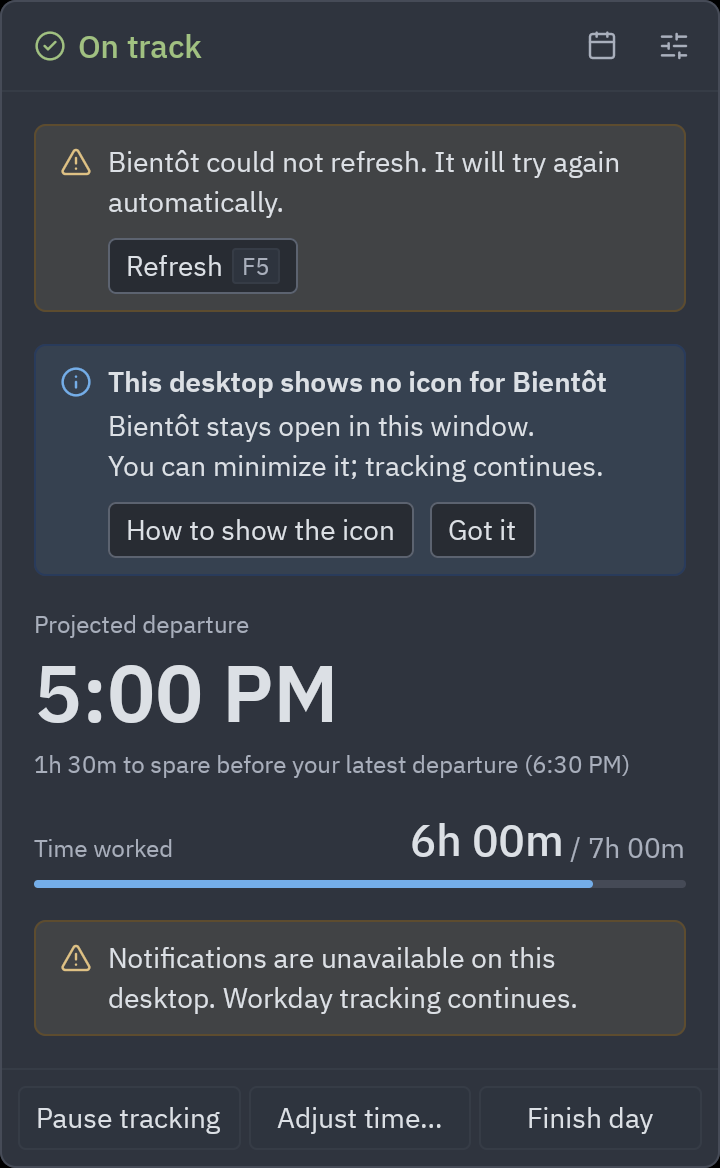 On track
Bientôt could not refresh. It will try again
automatically.
Refresh F5
This desktop shows no icon for Bientôt
Bientôt stays open in this window.
You can minimize it; tracking continues.
How to show the icon Got it
Projected departure
5:00 PM
1h 30m to spare before your latest departure (6:30 PM)
Time worked 6h 00m / 7h 00m
Notifications are unavailable on this
desktop. Workday tracking continues.
Pause tracking Adjust time... Finish day